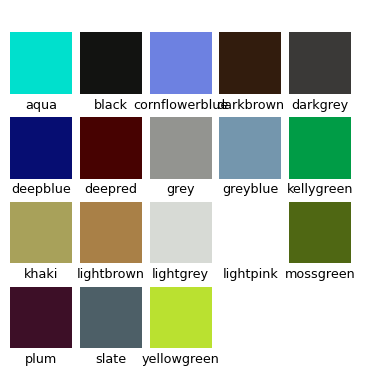 aqua black cornflowerblue darkbrown darkgrey
deepblue deepred grey greyblue kellygreen
khaki lightbrown lightgrey lightpink mossgreen
plum slate yellowgreen